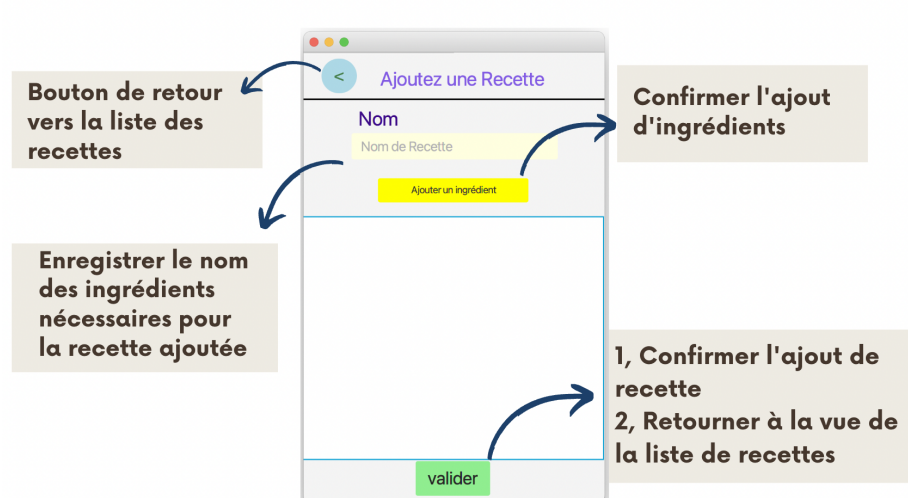 <
Ajoutez une Recette
Bouton de retour
vers la liste des
recettes
Confirmer l'ajout
d'ingrédients
Nom
Nom de Recette
Ajouter un ingrédient
Enregistrer le nom
des ingrédients
nécessaires pour
la recette ajoutée
1, Confirmer l'ajout de
recette
2, Retourner à la vue de
la liste de recettes
valider